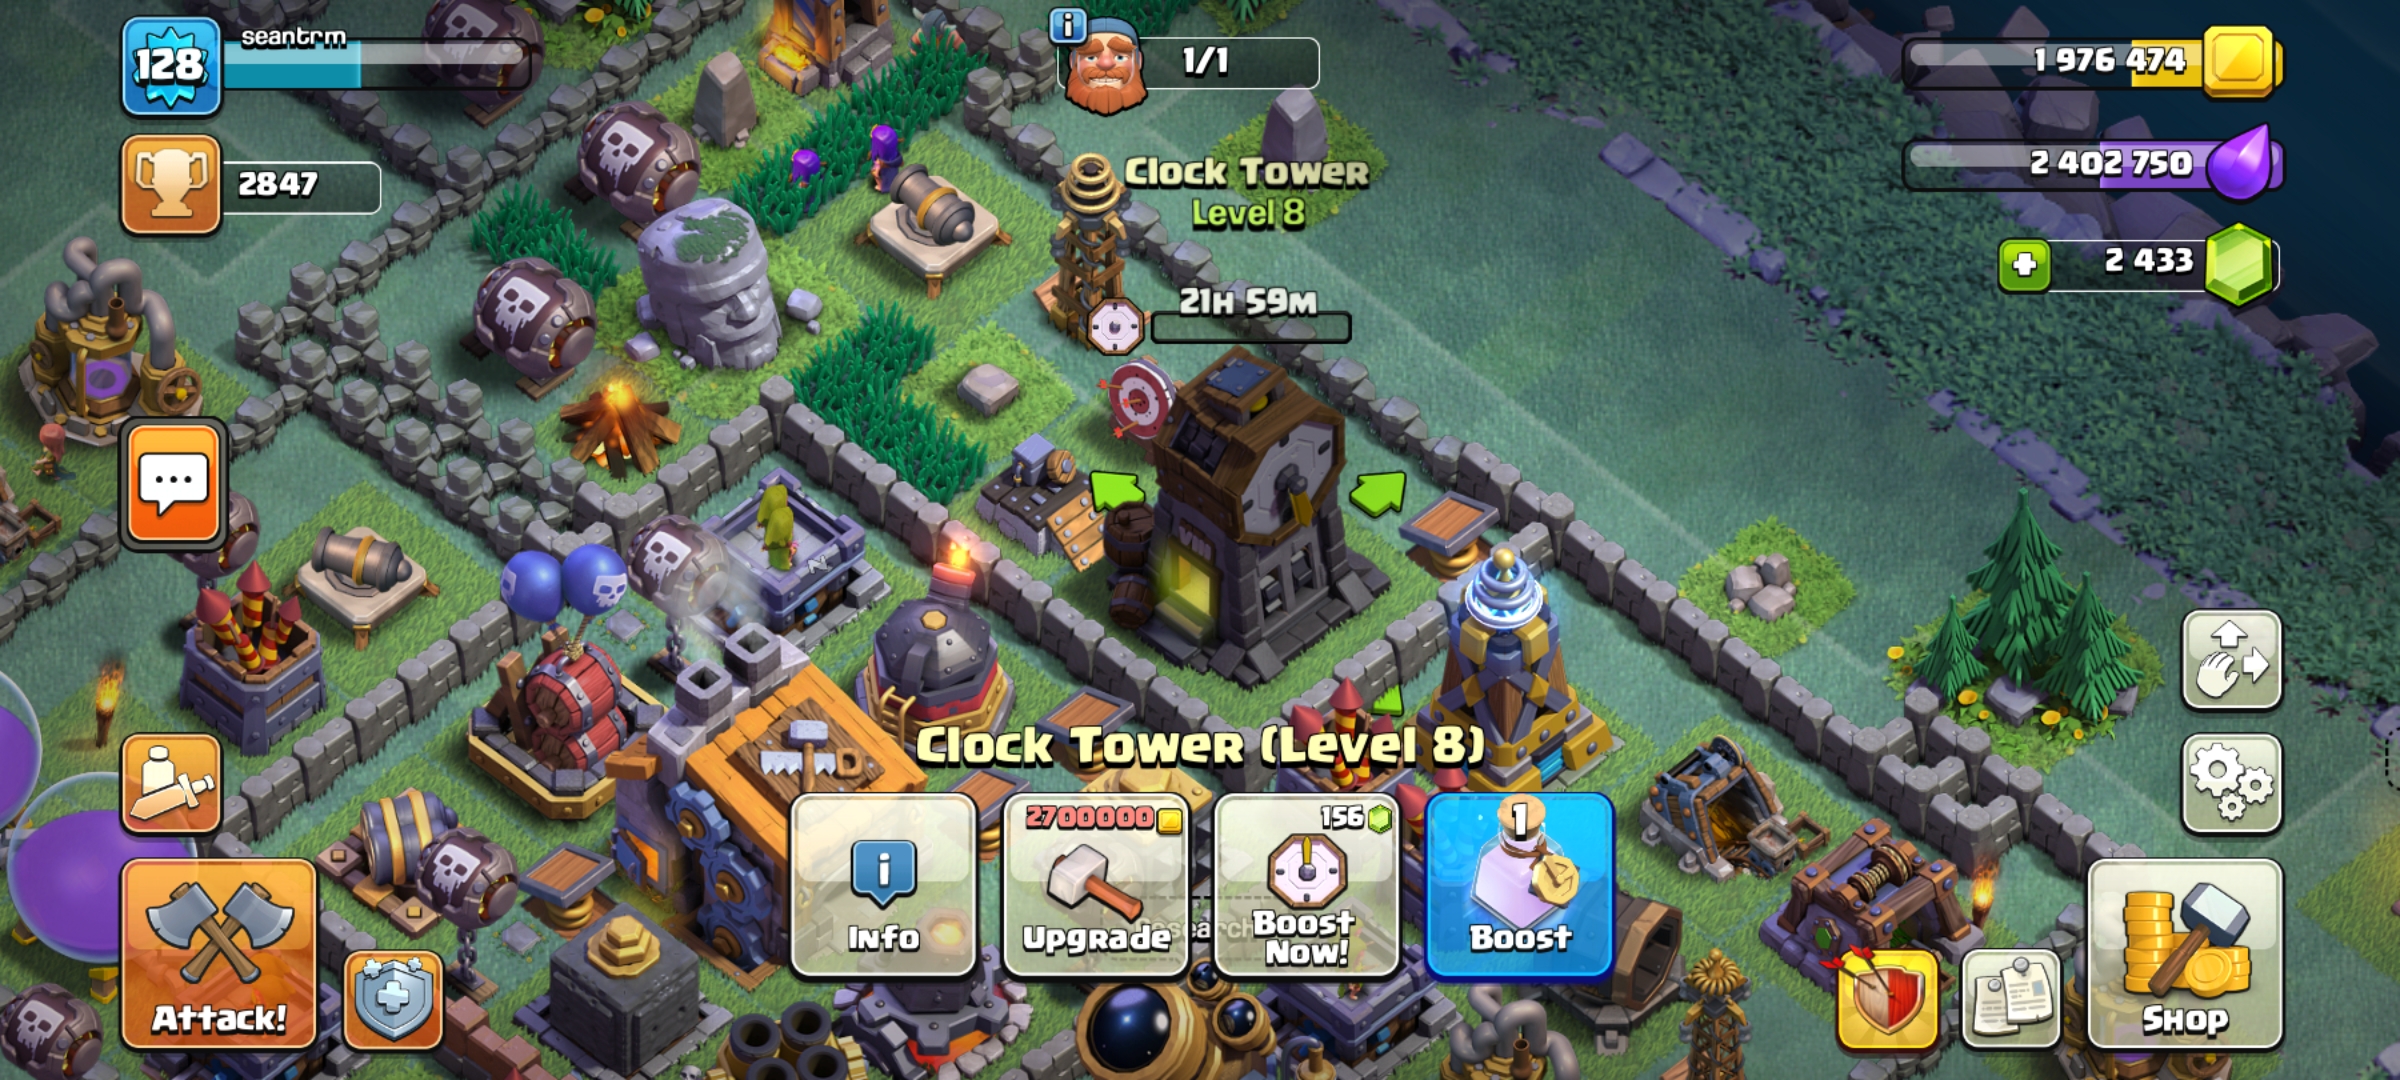 128
seantrm
1/1
1 976 474
2847
2 402 750
2 433
Clock Tower
Level 8
21H 59M
VIII
Clock Tower (Level 8)
Info
2700000
Upgrade
156
Boost
Now!
1
Boost
Attack!
Shop